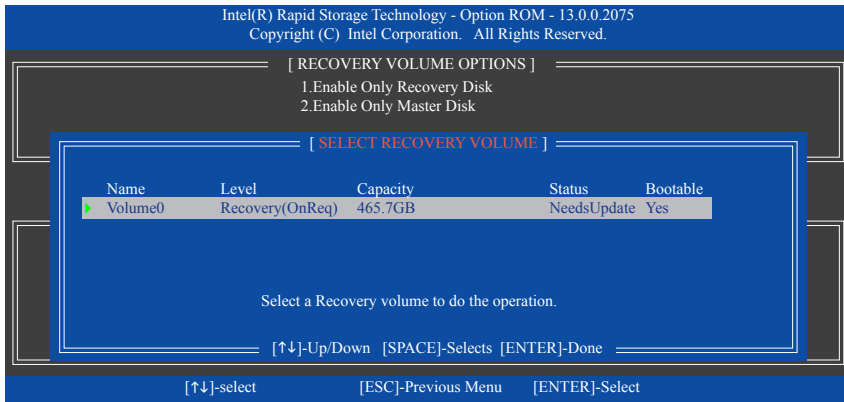 Intel(R) Rapid Storage Technology - Option ROM - 13.0.0.2075
Copyright (C) Intel Corporation. All Rights Reserved.
[ RECOVERY VOLUME OPTIONS ]
1.Enable Only Recovery Disk
2.Enable Only Master Disk
[ SELECT RECOVERY VOLUME ]
Name Level Capacity Status Bootable
Volume0 Recovery(OnReq) 465.7GB NeedsUpdate Yes
Select a Recovery volume to do the operation.
[↑↓]-Up/Down [SPACE]-Selects [ENTER]-Done
[↑↓]-select [ESC]-Previous Menu [ENTER]-Select